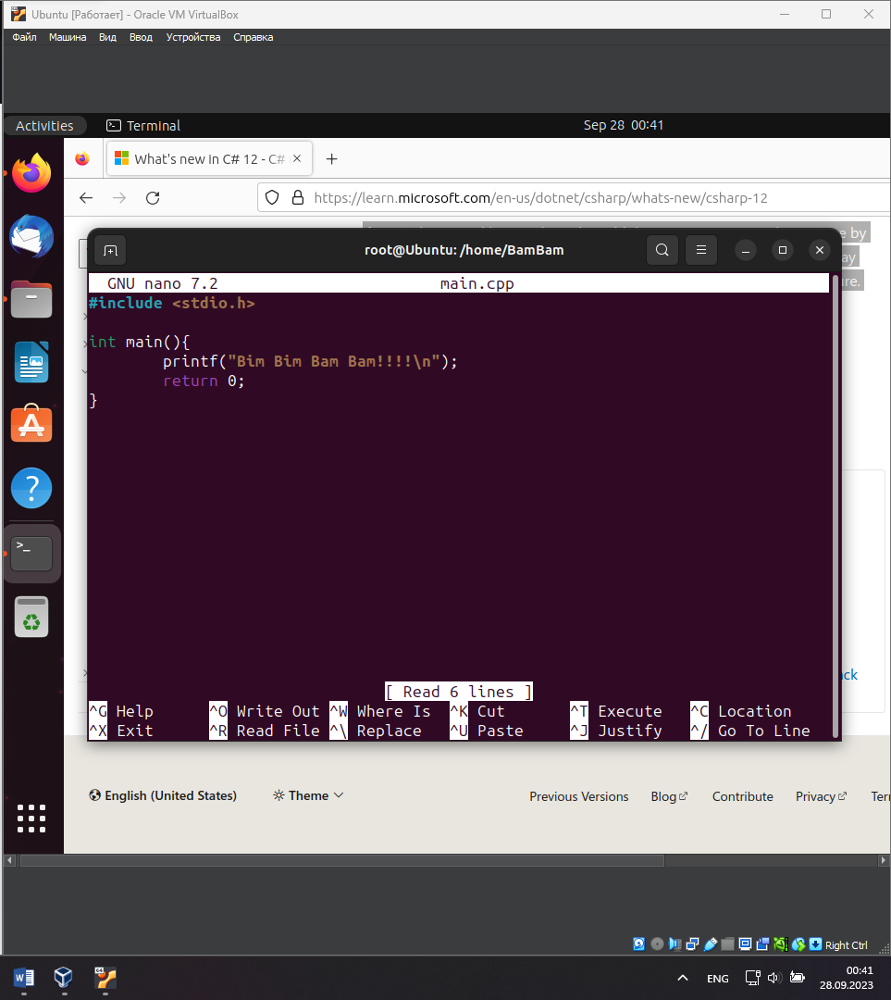 Ubuntu [Работает] - Oracle VM VirtualBox
Файл Машина Вид Ввод Устройства Справка
Activities Terminal Sep 28 00:41
What's new in C# 12 - C#
https://learn.microsoft.com/en-us/dotnet/csharp/whats-new/csharp-12
by
root@Ubuntu: /home/BamBam
GNU nano 7.2 main.cpp
#include <stdio.h>
int main(){
printf("Bim Bim Bam Bam!!!!\n");
return 0;
}
[ Read 6 lines ]
^G Help ^O Write Out ^W Where Is ^K Cut ^T Execute ^C Location
^X Exit ^R Read File ^\ Replace ^U Paste ^J Justify ^/ Go To Line
English (United States) Theme Previous Versions Blog Contribute Privacy
Right Ctrl
ENG 00:41
28.09.2023